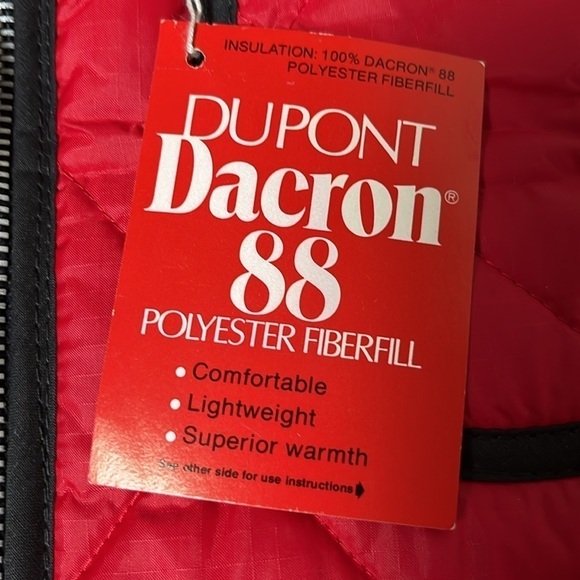 INSULATION: 100% DACRON® 88
POLYESTER FIBERFILL
DUPONT
Dacron®
88
POLYESTER FIBERFILL
• Comfortable
• Lightweight
• Superior warmth
See other side for use instructions